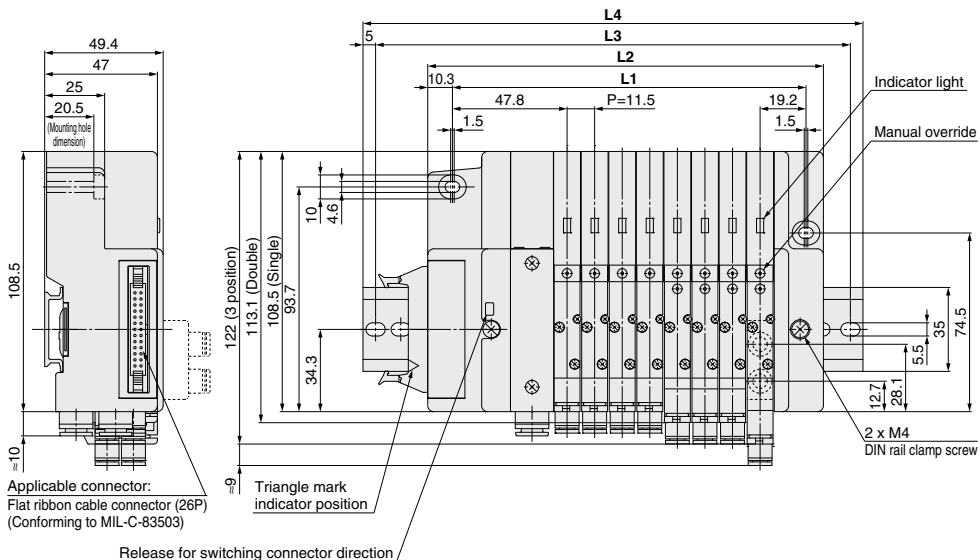 L4
5
L3
49.4
L2
47
10.3
L1
25
47.8
P=11.5
19.2
Indicator light
20.5
1.5
1.5
(Mounting hole
dimension)
Manual override
10
4.6
108.5
122 (3 position)
113.1 (Double)
108.5 (Single)
93.7
34.3
35
74.5
5.5
12.7
28.1
≈10
≈9
2 x M4
DIN rail clamp screw
Applicable connector:
Flat ribbon cable connector (26P)
(Conforming to MIL-C-83503)
Triangle mark
indicator position
Release for switching connector direction